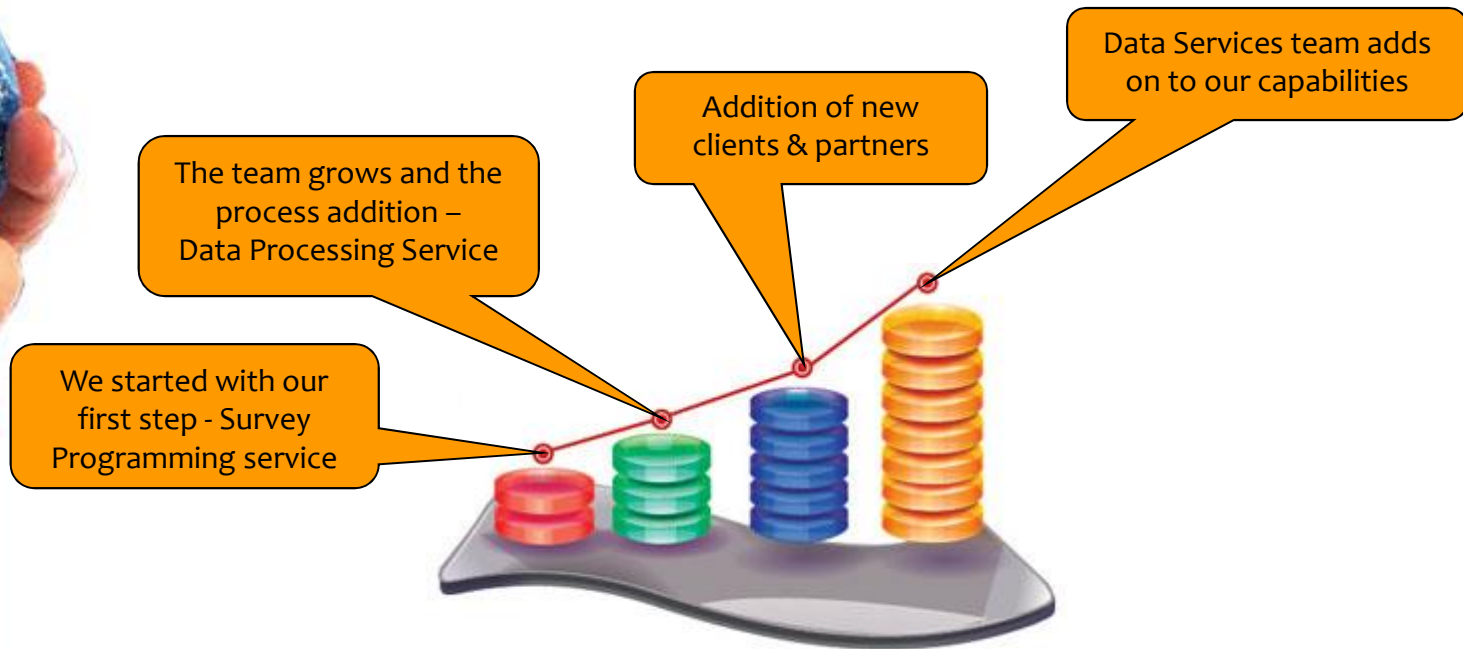 We started with our
first step - Survey
Programming service
The team grows and the
process addition –
Data Processing Service
Addition of new
clients & partners
Data Services team adds
on to our capabilities